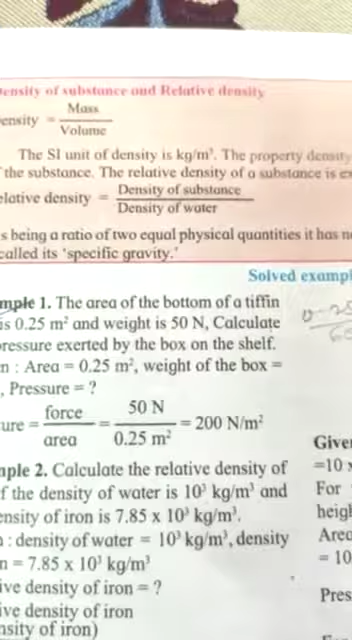 ensity of substance and Relative density
ensity = Mass
Volume
The SI unit of density is kg/m³. The property density
the substance. The relative density of a substance is
elative density = Density of substance
Density of water
s being a ratio of two equal physical quantities it has
called its 'specific gravity.'
Solved exampl
mple 1. The area of the bottom of a tiffin
is 0.25 m² and weight is 50 N, Calculate
ressure exerted by the box on the shelf.
n : Area = 0.25 m², weight of the box =
, Pressure = ?
ure = force = 50 N = 200 N/m²
area 0.25 m²
mple 2. Calculate the relative density of
f the density of water is 10³ kg/m³ and
ensity of iron is 7.85 x 10³ kg/m³.
: density of water = 10³ kg/m³, density
n = 7.85 x 10³ kg/m³
ive density of iron = ?
ive density of iron
nsity of iron)
Given
=10
For
heigh
Area
= 10
Pres